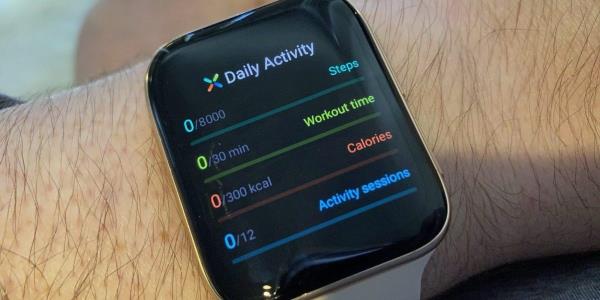 Daily Activity
Steps
0/8000
Workout time
0/30 min
Calories
0/300 kcal
Activity sessions
0/12